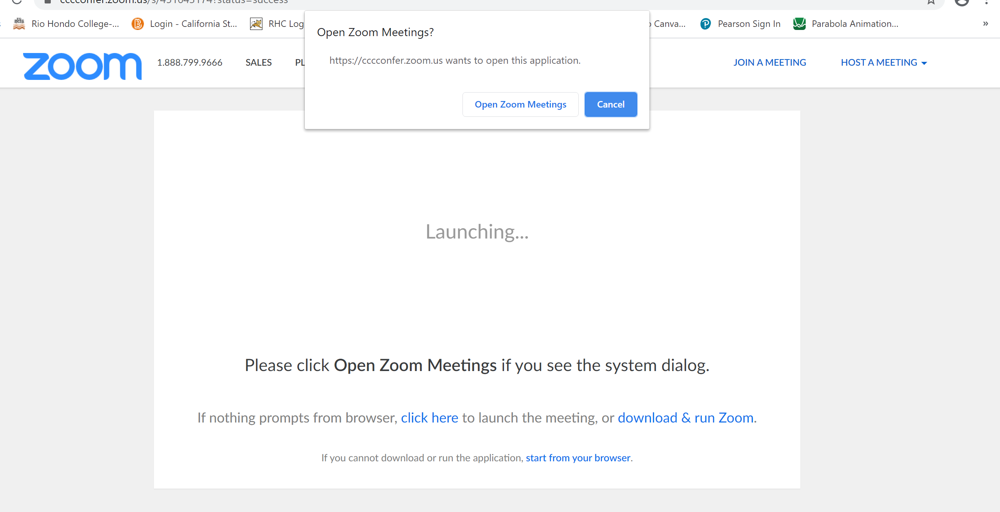 cccconfer.zoom.us/s/451645174?status=success
Rio Hondo College-... Login - California St... RHC Log Canva... Pearson Sign In Parabola Animation... »
Open Zoom Meetings?
https://cccconfer.zoom.us wants to open this application.
Open Zoom Meetings Cancel
zoom 1.888.799.9666 SALES PL JOIN A MEETING HOST A MEETING
Launching...
Please click Open Zoom Meetings if you see the system dialog.
If nothing prompts from browser, click here to launch the meeting, or download & run Zoom.
If you cannot download or run the application, start from your browser.